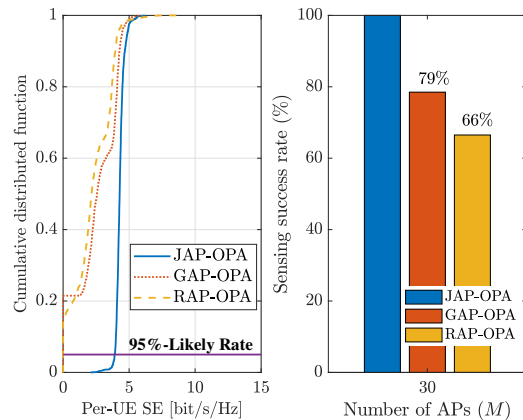 Cumulative distributed function
1
0.8
0.6
0.4
0.2
0
JAP-OPA
GAP-OPA
RAP-OPA
95%-Likely Rate
0 5 10 15
Per-UE SE [bit/s/Hz]
Sensing success rate (%)
100
80
60
40
20
0
79%
66%
JAP-OPA
GAP-OPA
RAP-OPA
30
Number of APs (M)